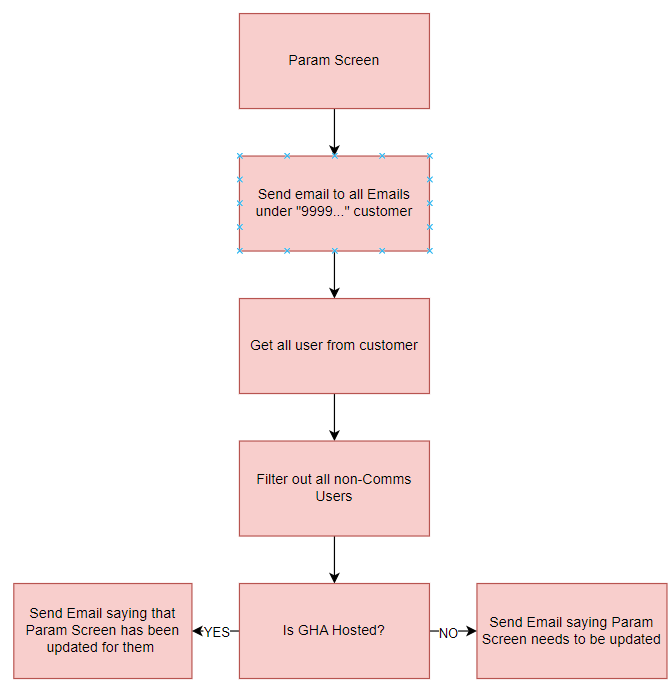 Param Screen
Send email to all Emails
under "9999..." customer
Get all user from customer
Filter out all non-Comms
Users
Send Email saying that
Param Screen has been
updated for them
YES
Is GHA Hosted?
NO
Send Email saying Param
Screen needs to be updated